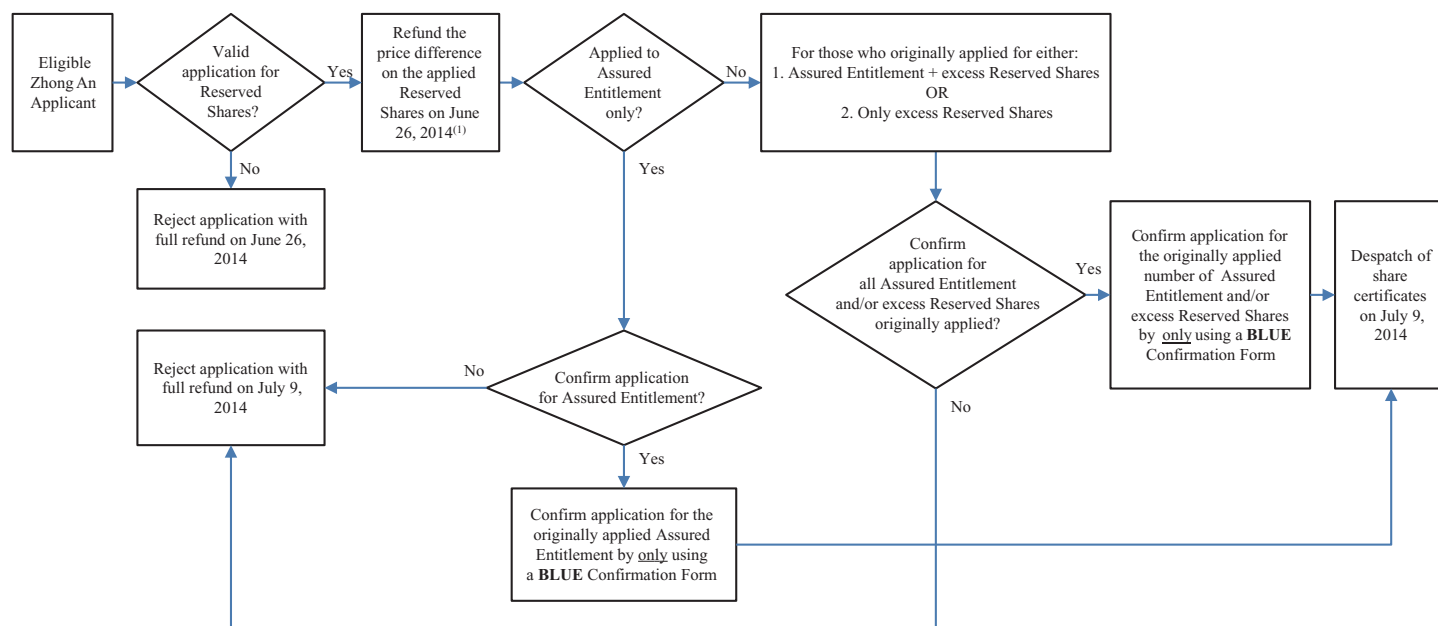 Eligible
Zhong An
Applicant
Valid
application for
Reserved
Shares?
Yes
No
Refund the
price difference
on the applied
Reserved
Shares on June
26, 2014(1)
Applied to
Assured
Entitlement
only?
No
Yes
For those who originally applied for either:
1. Assured Entitlement + excess Reserved Shares
OR
2. Only excess Reserved Shares
Reject application with
full refund on June 26,
2014
Confirm
application for
all Assured Entitlement
and/or excess Reserved Shares
originally applied?
Yes
No
Confirm application for
the originally applied
number of Assured
Entitlement and/or
excess Reserved Shares
by only using a BLUE
Confirmation Form
Despatch of
share
certificates
on July 9,
2014
Reject application with
full refund on July 9,
2014
No
Confirm application
for Assured Entitlement?
Yes
Confirm application for the
originally applied Assured
Entitlement by only using
a BLUE Confirmation Form